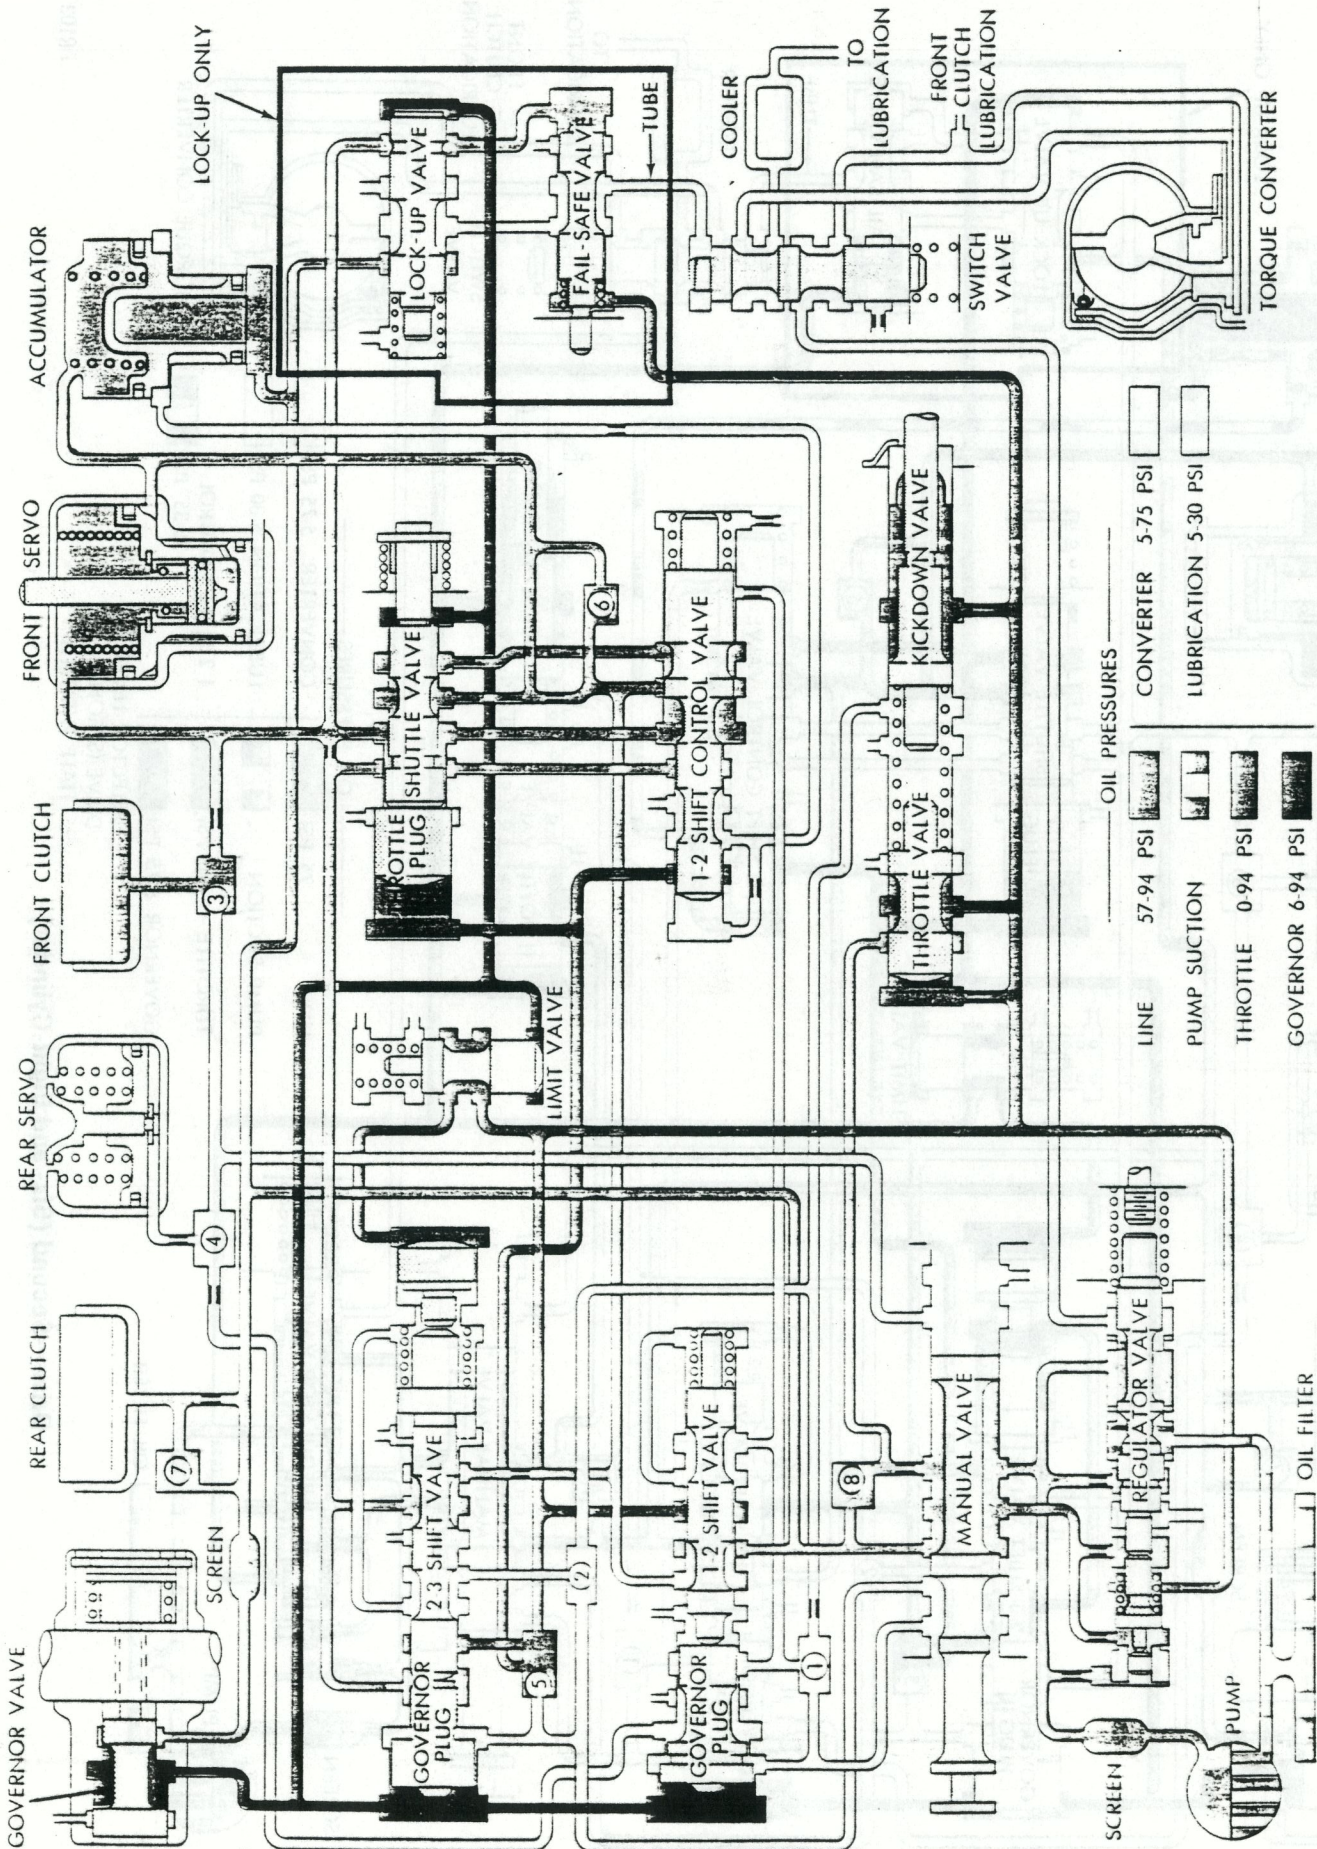 GOVERNOR VALVE
REAR CLUTCH
REAR SERVO
FRONT CLUTCH
FRONT SERVO
ACCUMULATOR
LOCK-UP ONLY
SCREEN
7
4
3
GOVERNOR
PLUG
2-3 SHIFT VALVE
LIMIT VALVE
THROTTLE
PLUG
SHUTTLE VALVE
LOCK-UP VALVE
5
2
6
FAIL-SAFE VALVE
TUBE
GOVERNOR
PLUG
1-2 SHIFT VALVE
1-2 SHIFT CONTROL VALVE
COOLER
TO
LUBRICATION
FRONT
CLUTCH
LUBRICATION
1
8
SWITCH
VALVE
MANUAL VALVE
THROTTLE VALVE
KICKDOWN VALVE
TORQUE CONVERTER
SCREEN
PUMP
REGULATOR VALVE
OIL FILTER
OIL PRESSURES
LINE 57-94 PSI
PUMP SUCTION
THROTTLE 0-94 PSI
GOVERNOR 6-94 PSI
CONVERTER 5-75 PSI
LUBRICATION 5-30 PSI